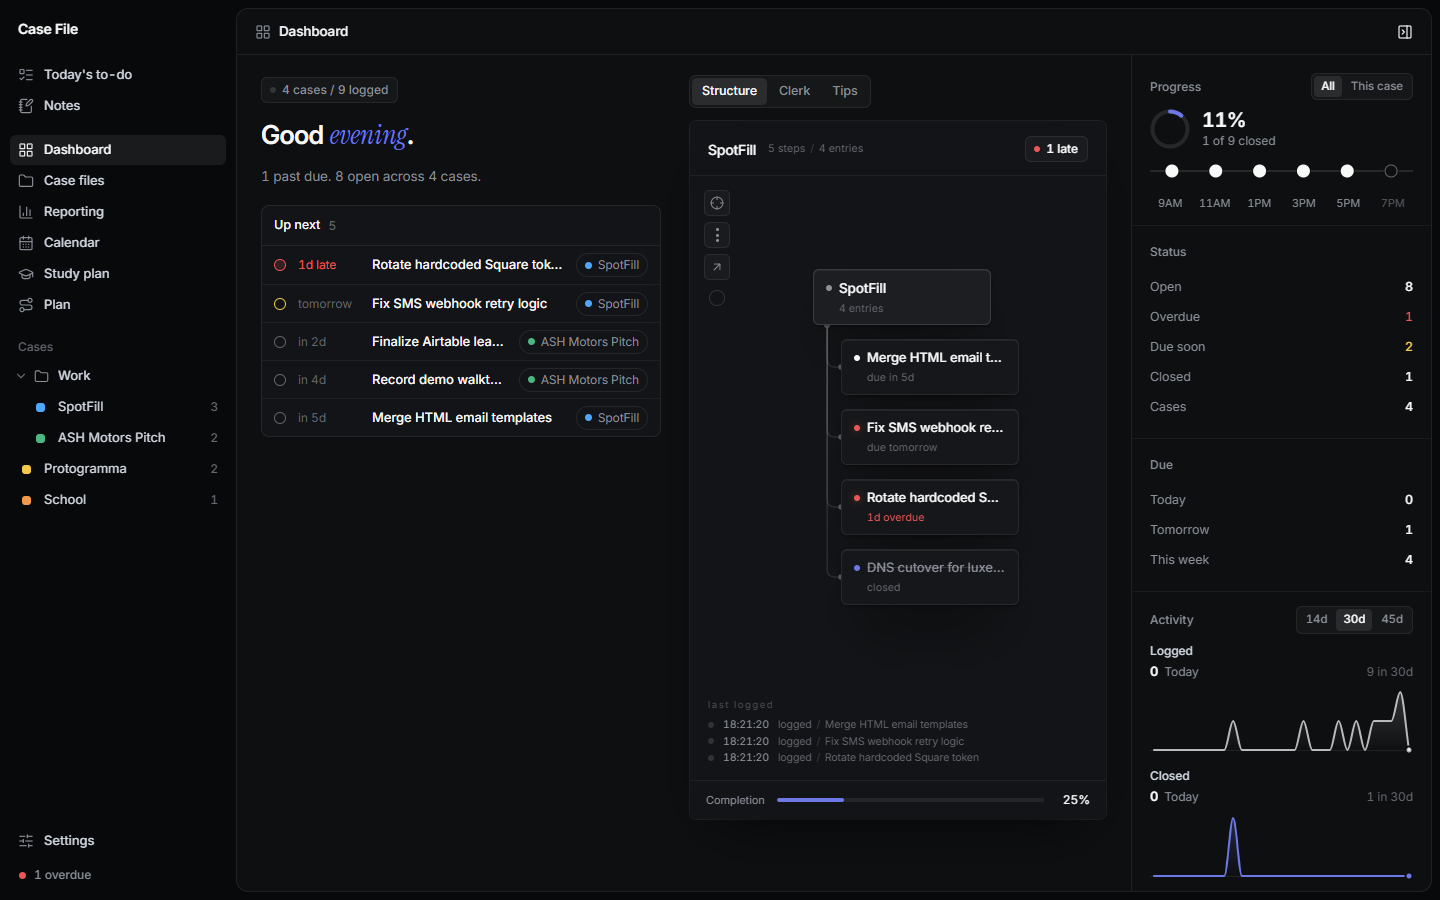 Case File
Today's to-do
Notes
Dashboard
Case files
Reporting
Calendar
Study plan
Plan
Cases
Work
SpotFill 3
ASH Motors Pitch 2
Protogramma 2
School 1
Settings
1 overdue
Dashboard
4 cases / 9 logged
Good evening.
1 past due. 8 open across 4 cases.
Up next 5
1d late Rotate hardcoded Square tok... SpotFill
tomorrow Fix SMS webhook retry logic SpotFill
in 2d Finalize Airtable lea... ASH Motors Pitch
in 4d Record demo walkt... ASH Motors Pitch
in 5d Merge HTML email templates SpotFill
Structure Clerk Tips
SpotFill 5 steps / 4 entries 1 late
SpotFill
4 entries
Merge HTML email t...
due in 5d
Fix SMS webhook re...
due tomorrow
Rotate hardcoded S...
1d overdue
DNS cutover for luxe...
closed
last logged
18:21:20 logged / Merge HTML email templates
18:21:20 logged / Fix SMS webhook retry logic
18:21:20 logged / Rotate hardcoded Square token
Completion 25%
Progress All This case
11%
1 of 9 closed
9AM 11AM 1PM 3PM 5PM 7PM
Status
Open 8
Overdue 1
Due soon 2
Closed 1
Cases 4
Due
Today 0
Tomorrow 1
This week 4
Activity 14d 30d 45d
Logged
0 Today 9 in 30d
Closed
0 Today 1 in 30d